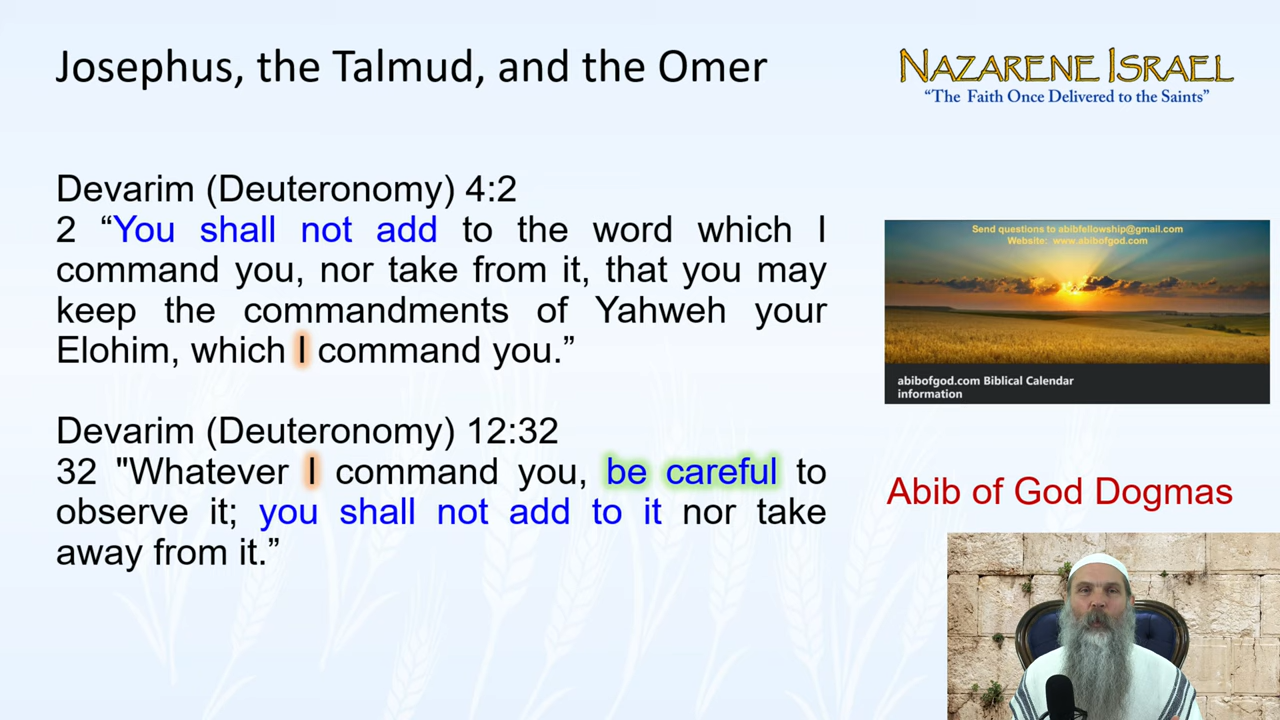 Josephus, the Talmud, and the Omer
NAZARENE ISRAEL
“The Faith Once Delivered to the Saints”
Devarim (Deuteronomy) 4:2
2 “You shall not add to the word which I
command you, nor take from it, that you may
keep the commandments of Yahweh your
Elohim, which I command you.”
Devarim (Deuteronomy) 12:32
32 "Whatever I command you, be careful to
observe it; you shall not add to it nor take
away from it.”
Send questions to abibfellowship@gmail.com
Website: www.abibofgod.com
abibofgod.com Biblical Calendar
information
Abib of God Dogmas